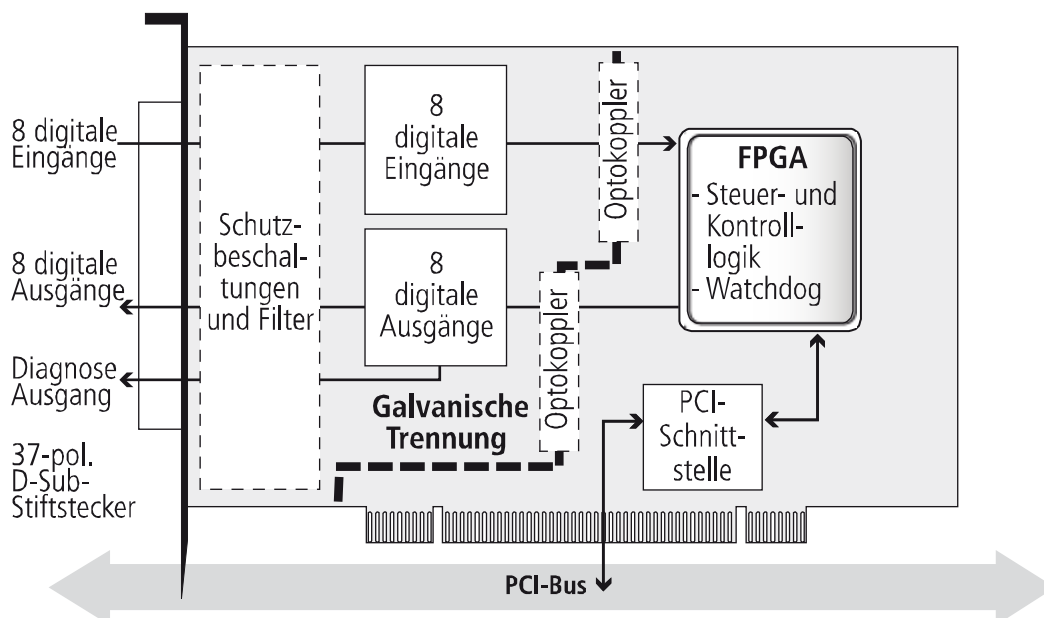 8 digitale
Eingänge
8 digitale
Ausgänge
Diagnose
Ausgang
37-pol.
D-Sub-
Stiftstecker
Schutz-
beschal-
tungen
und Filter
8
digitale
Eingänge
8
digitale
Ausgänge
Optokoppler
Optokoppler
Galvanische
Trennung
FPGA
- Steuer- und
Kontroll-
logik
- Watchdog
PCI-
Schnitt-
stelle
PCI-Bus